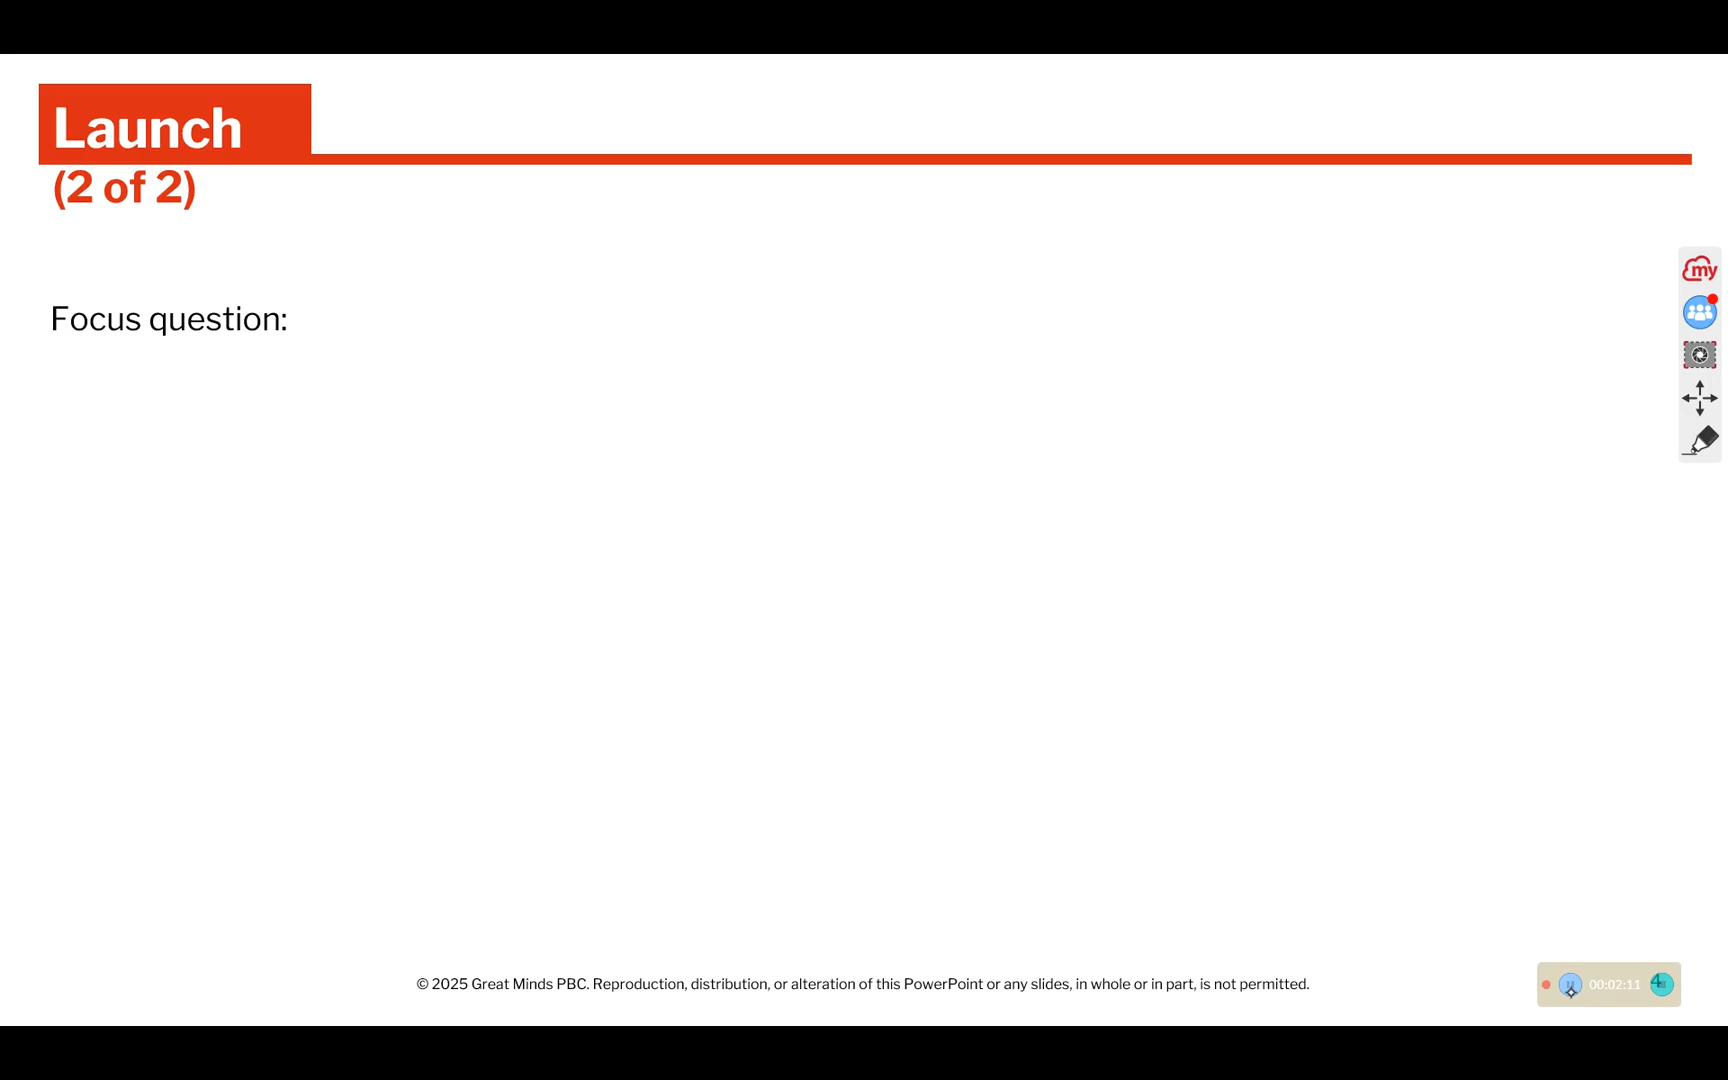 Launch
(2 of 2)
my
Focus question:
© 2025 Great Minds PBC. Reproduction, distribution, or alteration of this PowerPoint or any slides, in whole or in part, is not permitted.
00:02:11
4